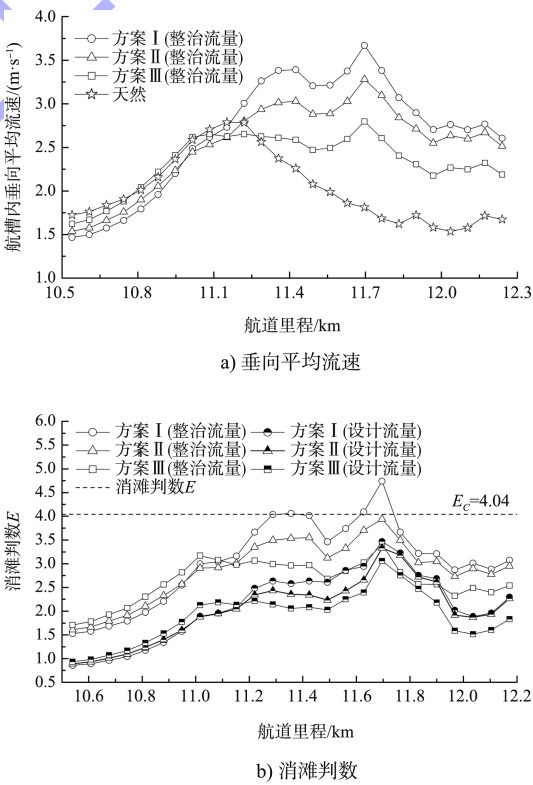 4.0
3.5
3.0
2.5
2.0
1.5
1.0
航槽内垂向平均流速/(m·s⁻¹)
方案Ⅰ(整治流量)
方案Ⅱ(整治流量)
方案Ⅲ(整治流量)
天然
10.5 10.8 11.1 11.4 11.7 12.0 12.3
航道里程/km
a) 垂向平均流速
6.0
5.5
5.0
4.5
4.0
3.5
3.0
2.5
2.0
1.5
1.0
0.5
消滩判数E
方案Ⅰ(整治流量) 方案Ⅰ(设计流量)
方案Ⅱ(整治流量) 方案Ⅱ(设计流量)
方案Ⅲ(整治流量) 方案Ⅲ(设计流量)
消滩判数E
E_C=4.04
10.6 10.8 11.0 11.2 11.4 11.6 11.8 12.0 12.2
航道里程/km
b) 消滩判数